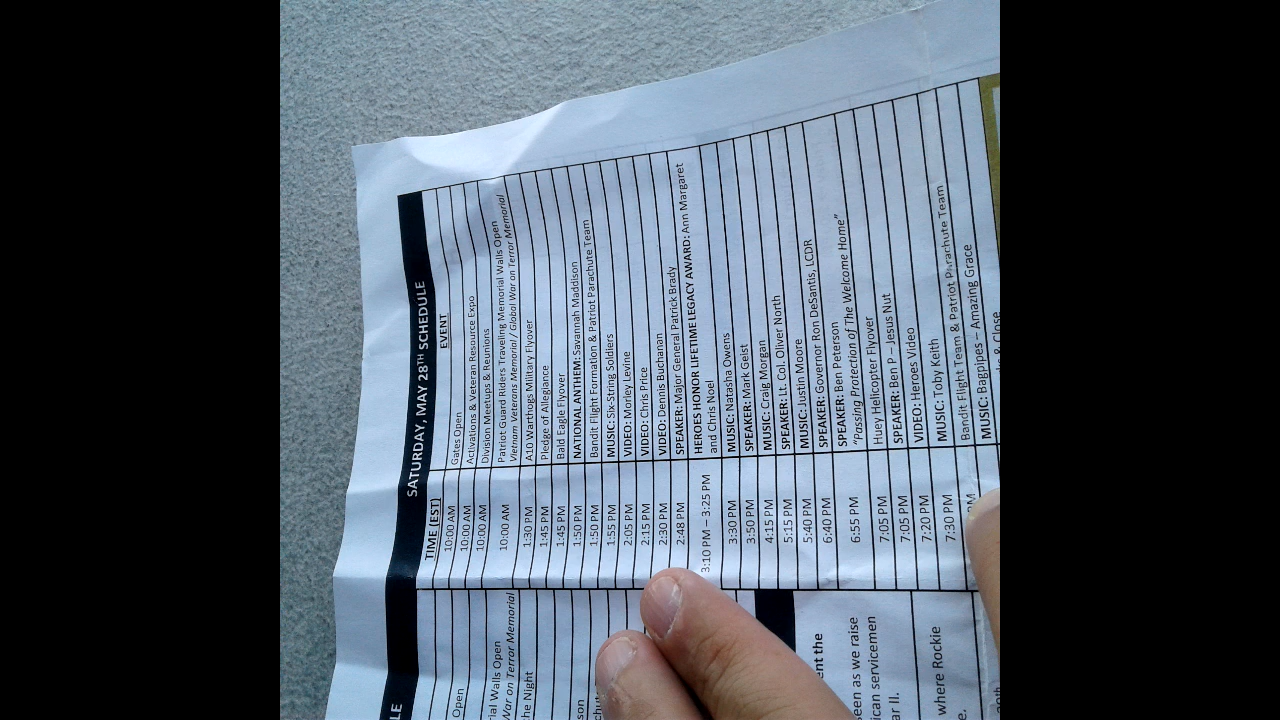 SATURDAY, MAY 28TH SCHEDULE
TIME (EST) EVENT
10:00 AM Gates Open
10:00 AM Activations & Veteran Resource Expo
10:00 AM Division Meetups & Reunions
10:00 AM Patriot Guard Riders Traveling Memorial Walls Open
Vietnam Veterans Memorial / Global War on Terror Memorial
1:30 PM A10 Warthogs Military Flyover
1:45 PM Pledge of Allegiance
1:45 PM Bald Eagle Flyover
1:50 PM NATIONAL ANTHEM: Savannah Maddison
1:50 PM Bandit Flight Formation & Patriot Parachute Team
1:55 PM MUSIC: Six-String Soldiers
2:05 PM VIDEO: Morley Levine
2:15 PM VIDEO: Chris Price
2:30 PM VIDEO: Dennis Buchanan
2:48 PM SPEAKER: Major General Patrick Brady
3:10 PM – 3:25 PM HEROES HONOR LIFETIME LEGACY AWARD: Ann Margaret
and Chris Noel
3:30 PM MUSIC: Natasha Owens
3:50 PM SPEAKER: Mark Geist
4:15 PM MUSIC: Craig Morgan
5:15 PM SPEAKER: Lt. Col. Oliver North
5:40 PM MUSIC: Justin Moore
6:40 PM SPEAKER: Governor Ron DeSantis, LCDR
6:55 PM SPEAKER: Ben Peterson
"Passing Protection of The Welcome Home"
7:05 PM Huey Helicopter Flyover
7:05 PM SPEAKER: Ben P – Jesus Nut
7:20 PM VIDEO: Heroes Video
7:30 PM MUSIC: Toby Keith
Bandit Flight Team & Patriot Parachute Team
MUSIC: Bagpipes – Amazing Grace
& Close
LE
Open
rial Walls Open
War on Terror Memorial
he Night
son
ent the
seen as we raise
ican servicemen
ar II.
where Rockie
e.